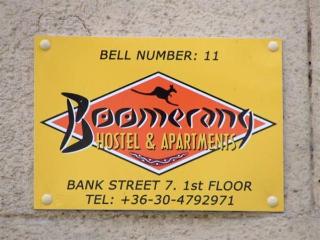 BELL NUMBER: 11
Boomerang
HOSTEL & APARTMENTS
BANK STREET 7. 1st FLOOR
TEL: +36-30-4792971